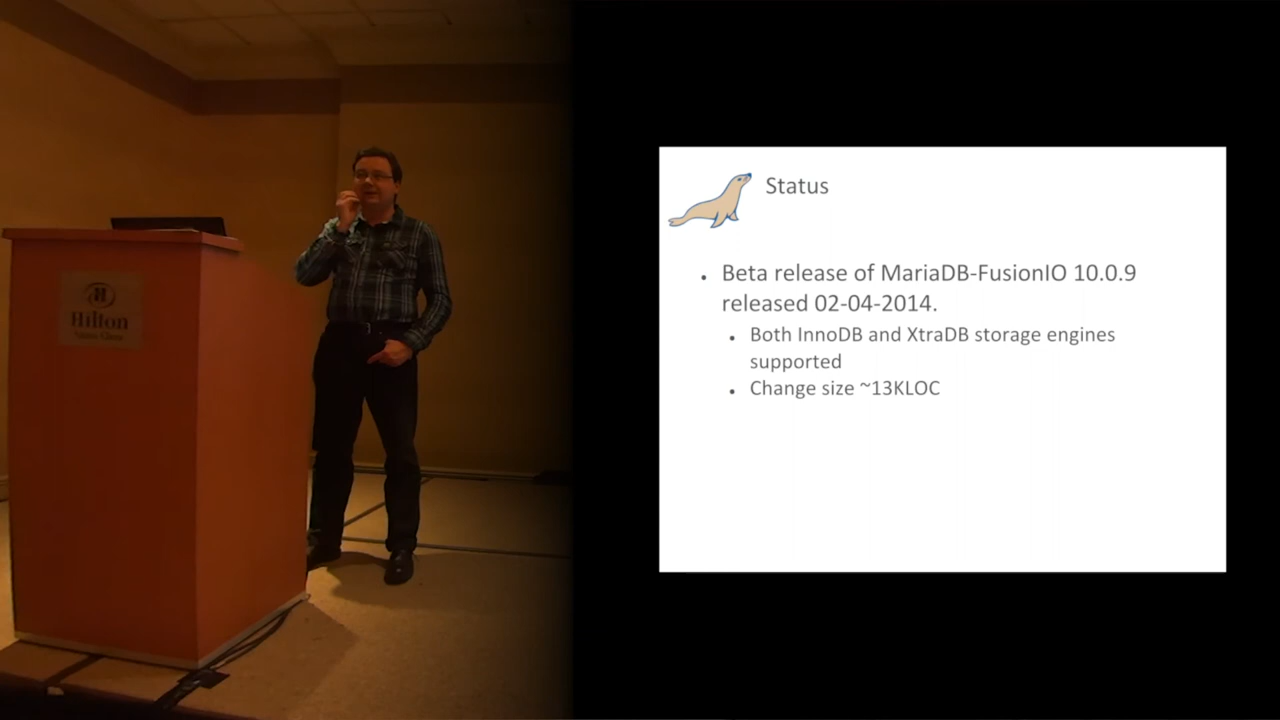 Hilton
Status
• Beta release of MariaDB-FusionIO 10.0.9
released 02-04-2014.
• Both InnoDB and XtraDB storage engines
supported
• Change size ~13KLOC